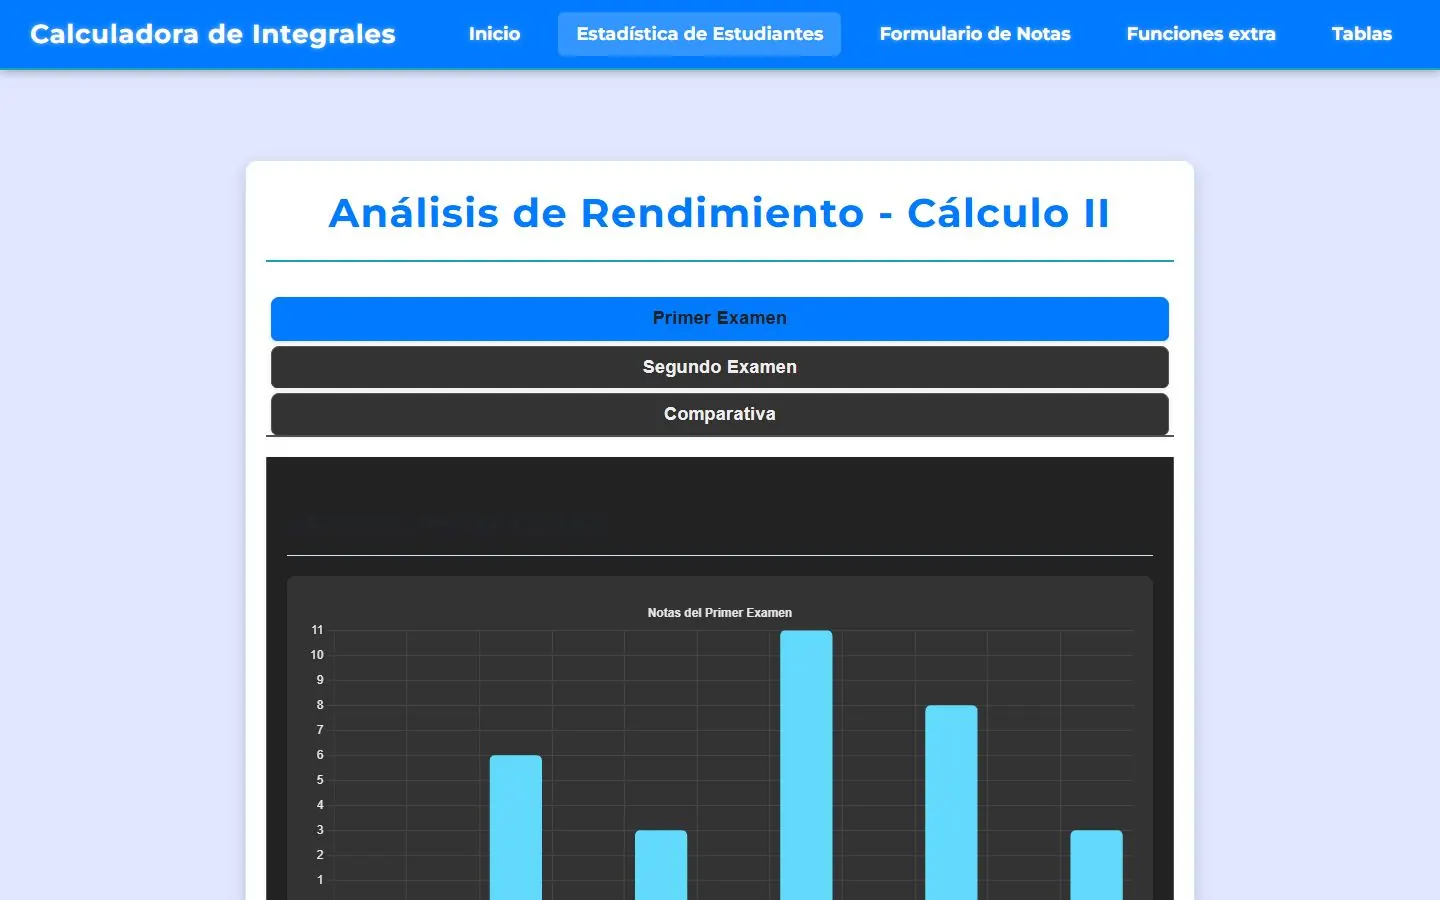 Calculadora de Integrales
Inicio
Estadística de Estudiantes
Formulario de Notas
Funciones extra
Tablas
Análisis de Rendimiento - Cálculo II
Primer Examen
Segundo Examen
Comparativa
Notas del Primer Examen
11
10
9
8
7
6
5
4
3
2
1